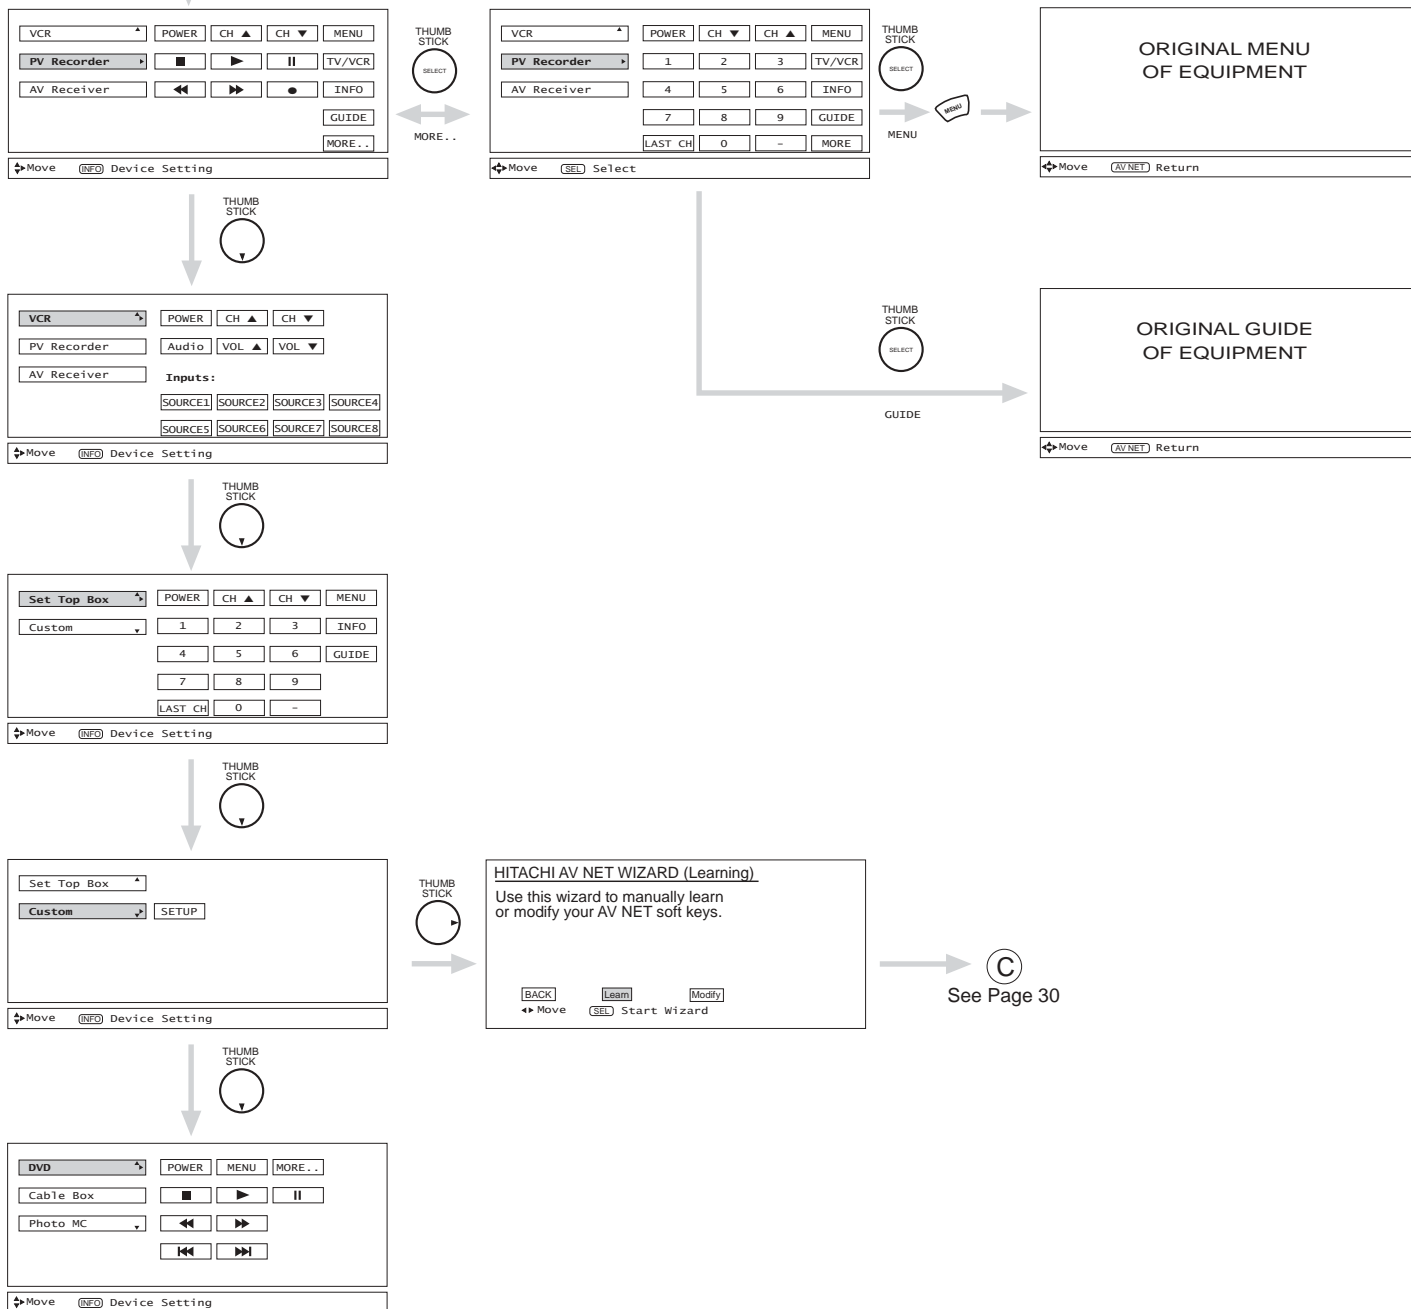 VCR POWER CH ▲ CH ▼ MENU
PV Recorder ■ ▶ II TV/VCR
AV Receiver ◀◀ ▶▶ ● INFO
GUIDE
MORE..
Move INFO Device Setting
THUMB
STICK
SELECT
MORE..
VCR POWER CH ▼ CH ▲ MENU
PV Recorder 1 2 3 TV/VCR
AV Receiver 4 5 6 INFO
7 8 9 GUIDE
LAST CH 0 – MORE
Move SEL Select
THUMB
STICK
SELECT
MENU
MENU
ORIGINAL MENU
OF EQUIPMENT
Move AV NET Return
THUMB
STICK
VCR POWER CH ▲ CH ▼
PV Recorder Audio VOL ▲ VOL ▼
AV Receiver Inputs:
SOURCE1 SOURCE2 SOURCE3 SOURCE4
SOURCE5 SOURCE6 SOURCE7 SOURCE8
Move INFO Device Setting
THUMB
STICK
SELECT
GUIDE
ORIGINAL GUIDE
OF EQUIPMENT
Move AV NET Return
THUMB
STICK
Set Top Box POWER CH ▲ CH ▼ MENU
Custom 1 2 3 INFO
4 5 6 GUIDE
7 8 9
LAST CH 0 –
Move INFO Device Setting
THUMB
STICK
Set Top Box
Custom SETUP
Move INFO Device Setting
THUMB
STICK
HITACHI AV NET WIZARD (Learning)
Use this wizard to manually learn
or modify your AV NET soft keys.
BACK Learn Modify
Move SEL Start Wizard
C
See Page 30
THUMB
STICK
DVD POWER MENU MORE..
Cable Box ■ ▶ II
Photo MC ◀◀ ▶▶
|◀◀ ▶▶|
Move INFO Device Setting